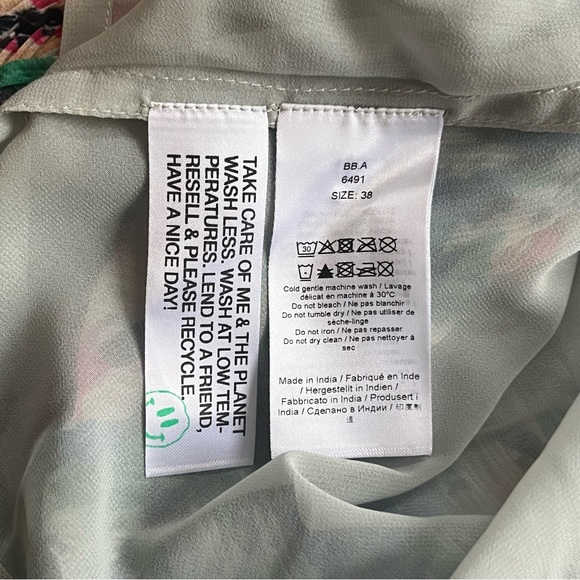 TAKE CARE OF ME & THE PLANET
WASH LESS. WASH AT LOW TEM-
PERATURES. LEND TO A FRIEND,
RESELL & PLEASE RECYCLE.
HAVE A NICE DAY!
BB.A
6491
SIZE: 38
30
Cold gentle machine wash / Lavage
délicat en machine à 30°C
Do not bleach / Ne pas blanchir
Do not tumble dry / Ne pas utiliser de
sèche-linge
Do not iron / Ne pas repasser
Do not dry clean / Ne pas nettoyer à
sec
Made in India / Fabriqué en Inde
/ Hergestellt in Indien /
Fabbricato in India / Produsert i
India / Сделано в Индии / 印度制
造